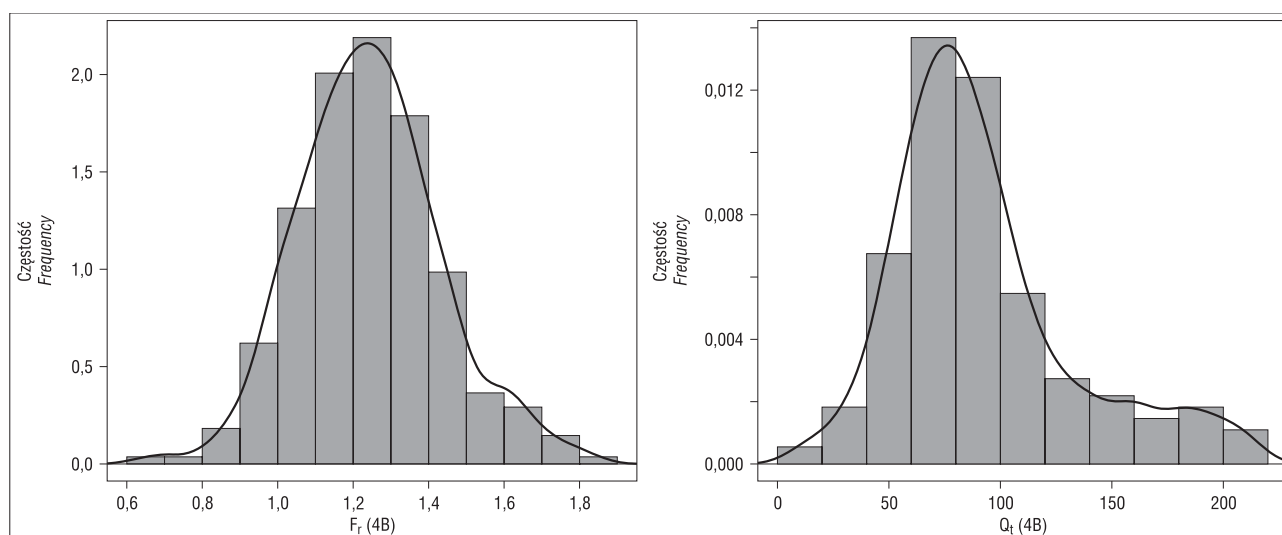 Częstość
Frequency
2,0
1,5
1,0
0,5
0,0
0,6 0,8 1,0 1,2 1,4 1,6 1,8
Fr (4B)
Częstość
Frequency
0,012
0,008
0,004
0,000
0 50 100 150 200
Qt (4B)